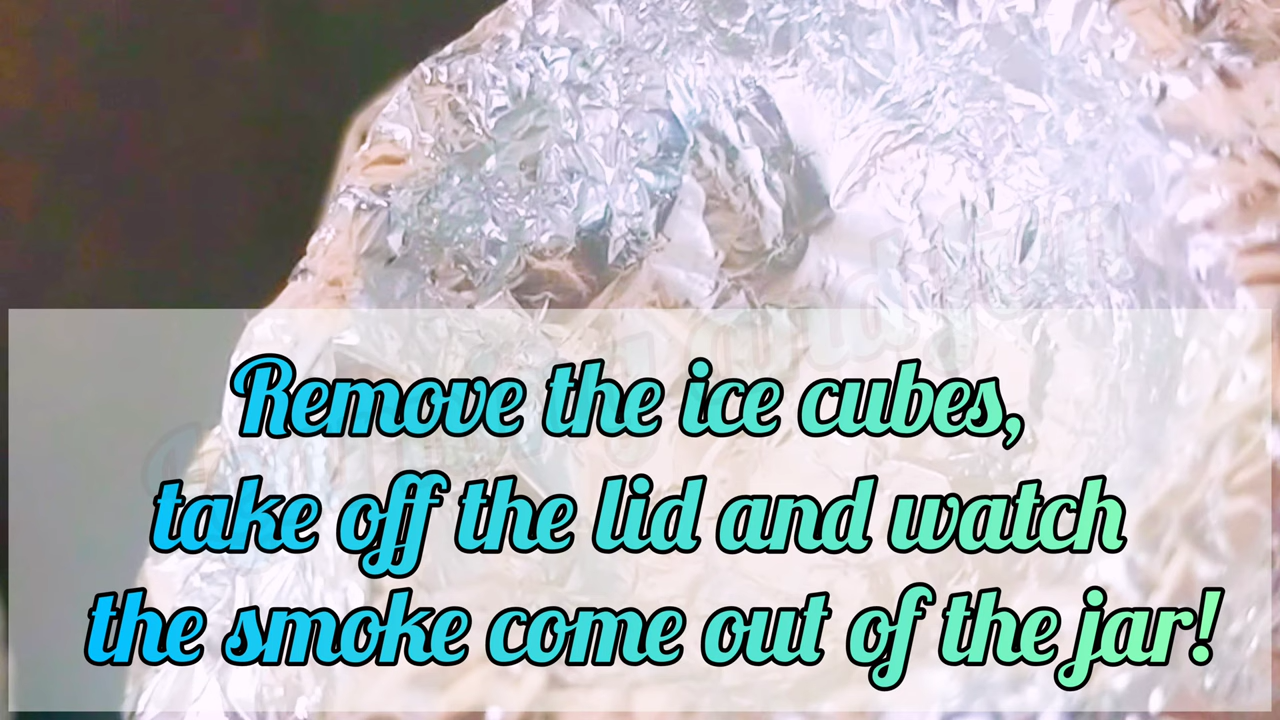 Remove the ice cubes,
take off the lid and watch
the smoke come out of the jar!